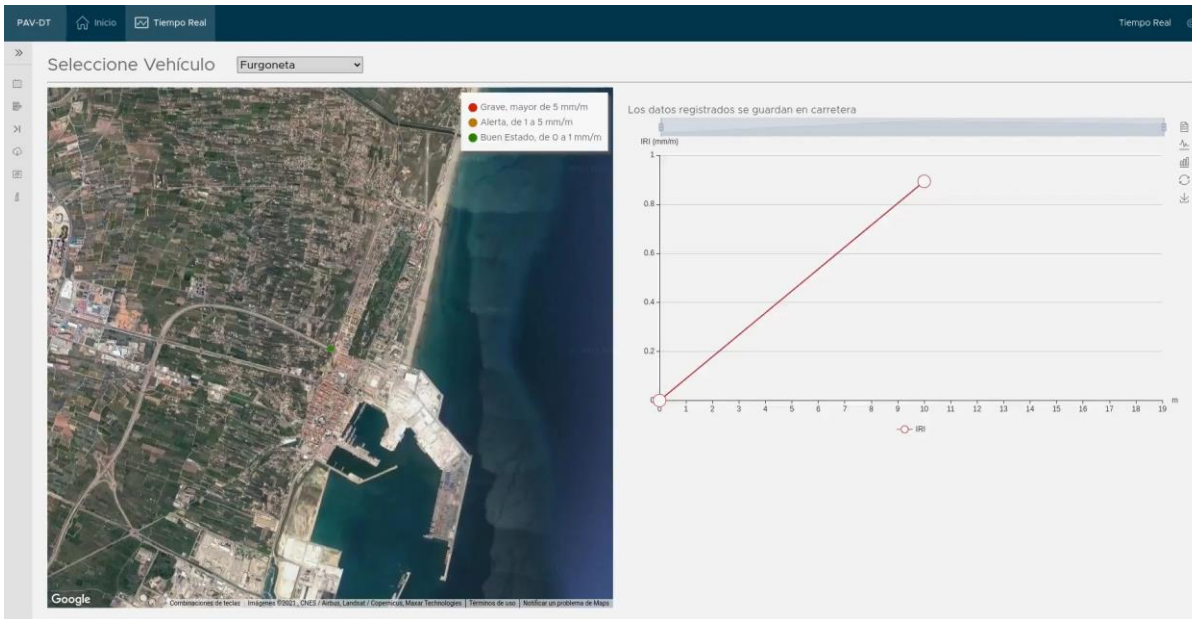 PAV-DT
Inicio
Tiempo Real
Tiempo Real
Seleccione Vehículo
Furgoneta
Grave, mayor de 5 mm/m
Alerta, de 1 a 5 mm/m
Buen Estado, de 0 a 1 mm/m
Google
Combinaciones de teclas
Imágenes ©2021 , CNES / Airbus, Landsat / Copernicus, Maxar Technologies
Términos de uso
Notificar un problema de Maps
Los datos registrados se guardan en carretera
IRI (mm/m)
1
0.8
0.6
0.4
0.2
0
0 1 2 3 4 5 6 7 8 9 10 11 12 13 14 15 16 17 18 19
m
IRI